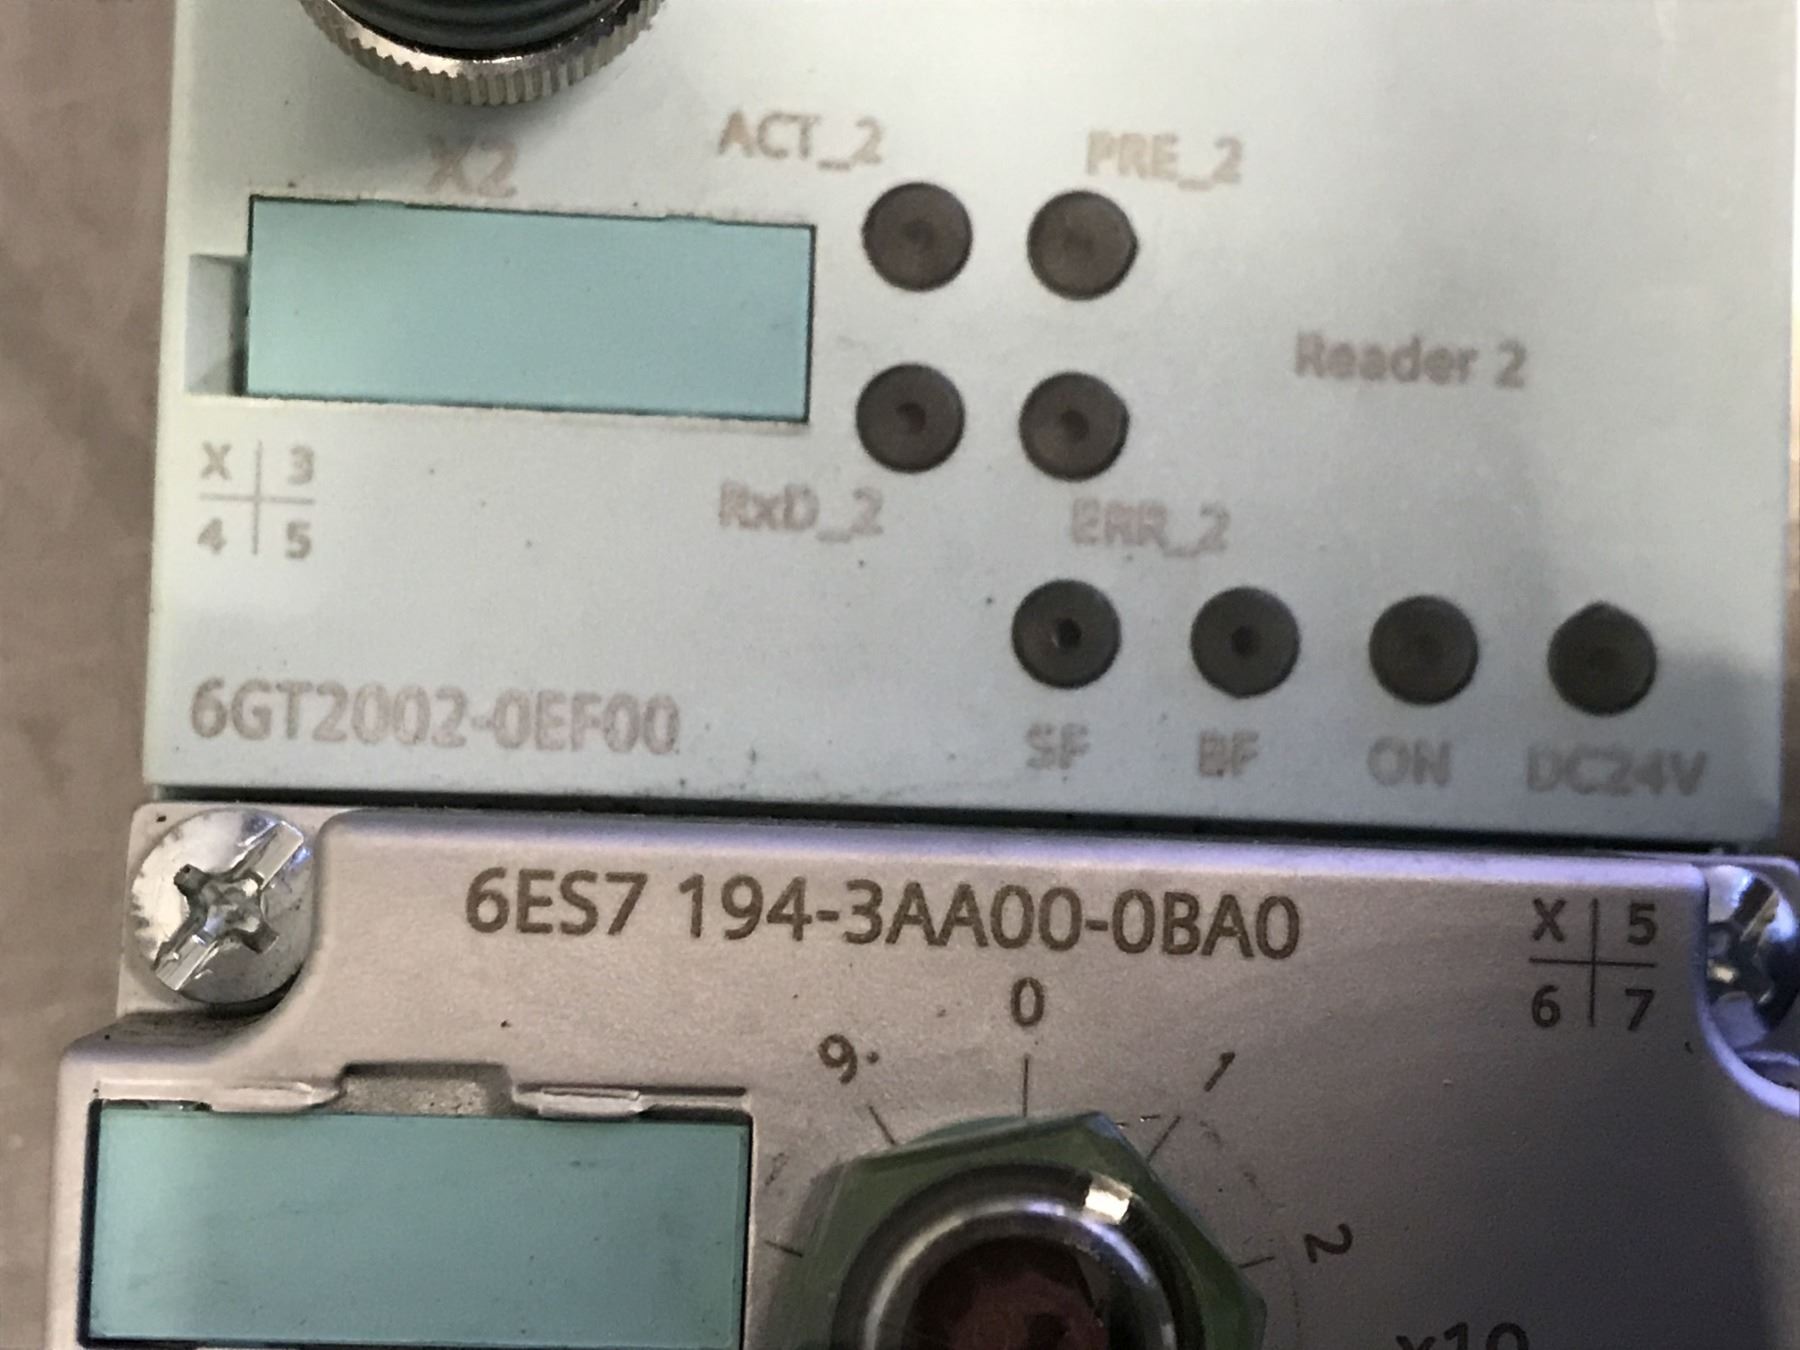 X2
ACT_2
PRE_2
Reader 2
X 3
4 5
RxD_2
ERR_2
6GT2002-0EF00
SF BF ON DC24V
6ES7 194-3AA00-0BA0
X 5
6 7
0
9
1
2
x10